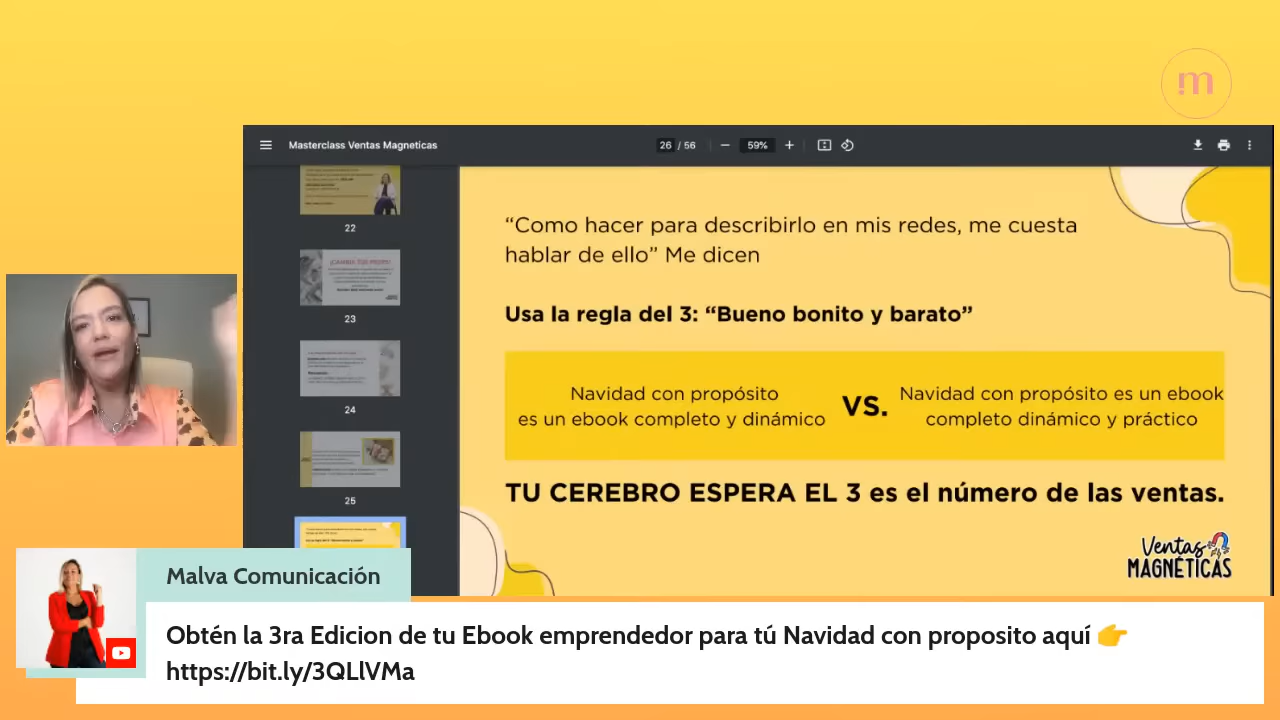 !m
Masterclass Ventas Magneticas
26 / 56
59%
22
23
24
25
“Como hacer para describirlo en mis redes, me cuesta
hablar de ello” Me dicen
Usa la regla del 3: “Bueno bonito y barato”
Navidad con propósito
es un ebook completo y dinámico
VS.
Navidad con propósito es un ebook
completo dinámico y práctico
TU CEREBRO ESPERA EL 3 es el número de las ventas.
Ventas
MAGNÉTICAS
Malva Comunicación
Obtén la 3ra Edicion de tu Ebook emprendedor para tú Navidad con proposito aquí 👉
https://bit.ly/3QLlVMa